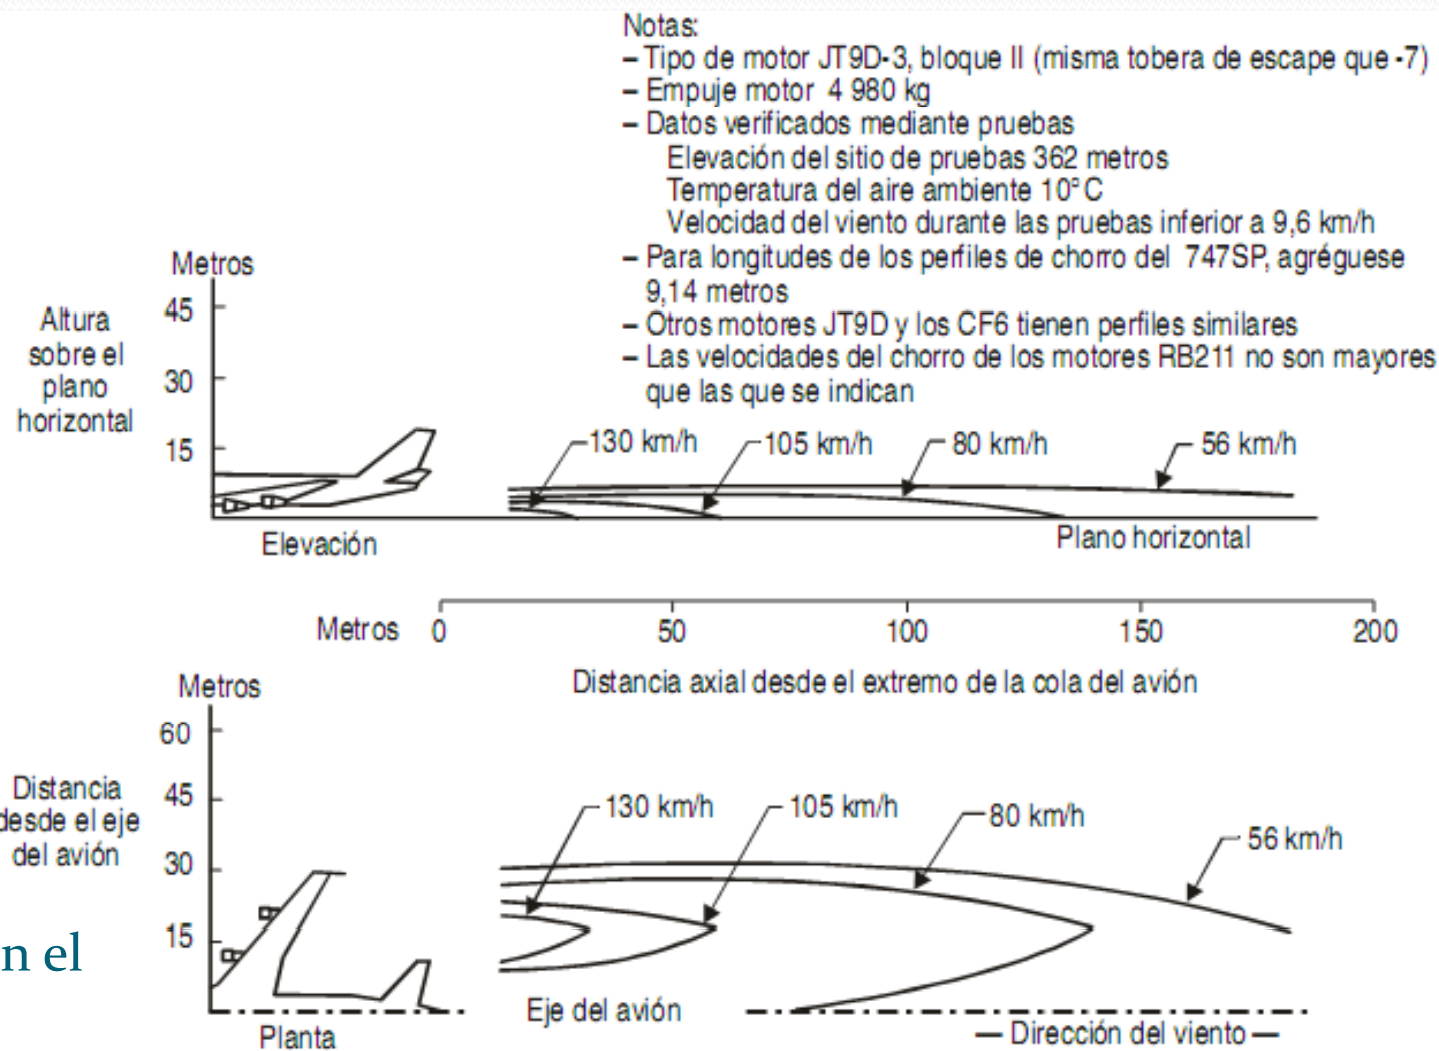 Notas:
– Tipo de motor JT9D-3, bloque II (misma tobera de escape que -7)
– Empuje motor 4 980 kg
– Datos verificados mediante pruebas
Elevación del sitio de pruebas 362 metros
Temperatura del aire ambiente 10°C
Velocidad del viento durante las pruebas inferior a 9,6 km/h
– Para longitudes de los perfiles de chorro del 747SP, agréguese
9,14 metros
– Otros motores JT9D y los CF6 tienen perfiles similares
– Las velocidades del chorro de los motores RB211 no son mayores
que las que se indican
Metros
45
30
15
Altura
sobre el
plano
horizontal
130 km/h
105 km/h
80 km/h
56 km/h
Elevación
Plano horizontal
Metros 0 50 100 150 200
Distancia axial desde el extremo de la cola del avión
Metros
60
45
30
15
Distancia
desde el eje
del avión
130 km/h
105 km/h
80 km/h
56 km/h
n el
Eje del avión
Planta
— Dirección del viento —